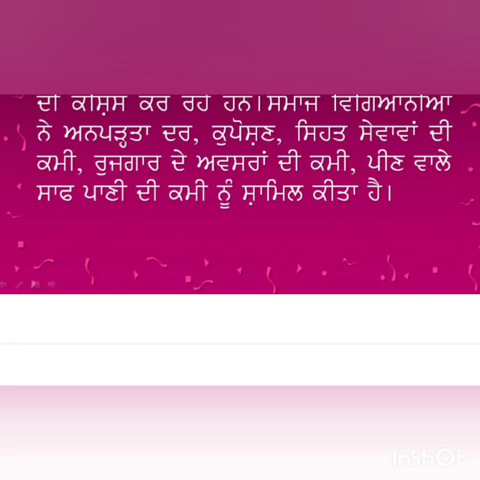 ਦੀ ਕੋਸ਼ਿਸ਼ ਕਰ ਰਹੇ ਹਨ।ਸਮਾਜ ਵਿਗਿਆਨੀਆਂ
ਨੇ ਅਨਪੜ੍ਹਤਾ ਦਰ, ਕੁਪੋਸ਼ਣ, ਸਿਹਤ ਸੇਵਾਵਾਂ ਦੀ
ਕਮੀ, ਰੁਜਗਾਰ ਦੇ ਅਵਸਰਾਂ ਦੀ ਕਮੀ, ਪੀਣ ਵਾਲੇ
ਸਾਫ ਪਾਣੀ ਦੀ ਕਮੀ ਨੂੰ ਸ਼ਾਮਿਲ ਕੀਤਾ ਹੈ।
InShOt